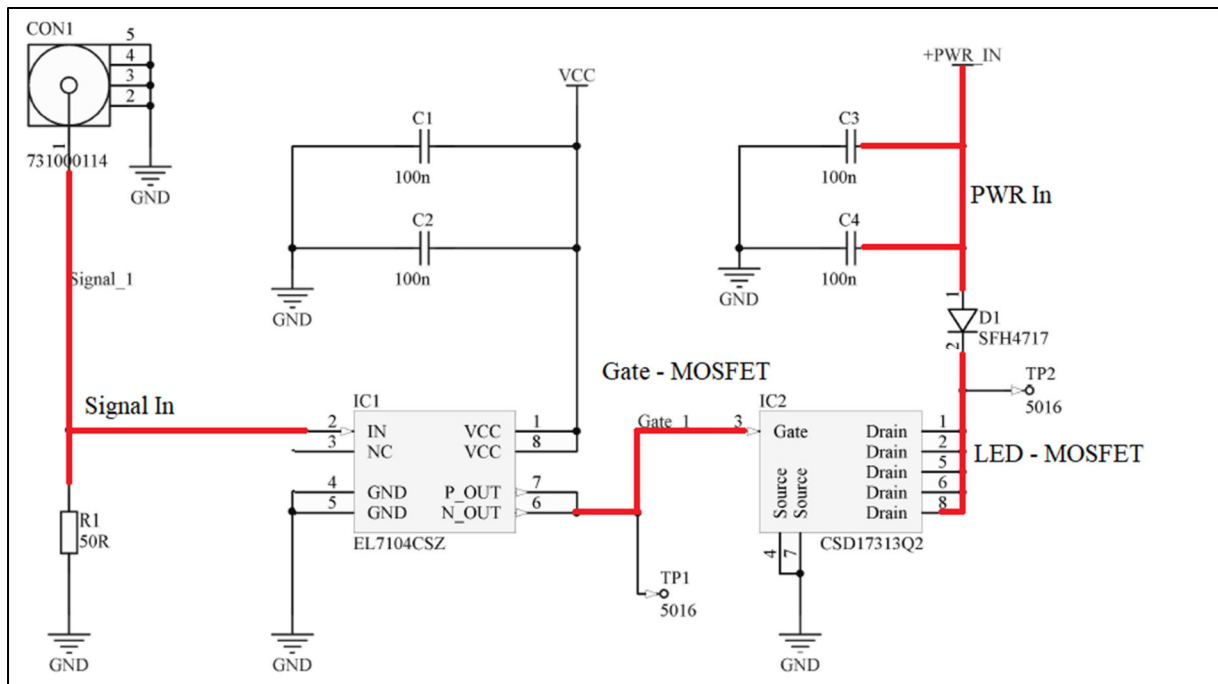 CON1
5
4
3
2
1
731000114
GND
Signal_1
Signal In
R1
50R
GND
VCC
C1
100n
C2
100n
GND
IC1
2
IN
VCC
1
3
NC
VCC
8
4
GND
P_OUT
7
5
GND
N_OUT
6
EL7104CSZ
GND
Gate - MOSFET
Gate_1
3
TP1
5016
+PWR_IN
C3
100n
PWR In
C4
100n
GND
1
D1
SFH4717
2
TP2
5016
IC2
Gate
Drain
1
Drain
2
LED - MOSFET
Drain
5
Drain
6
Drain
8
Source
Source
4
7
CSD17313Q2
GND